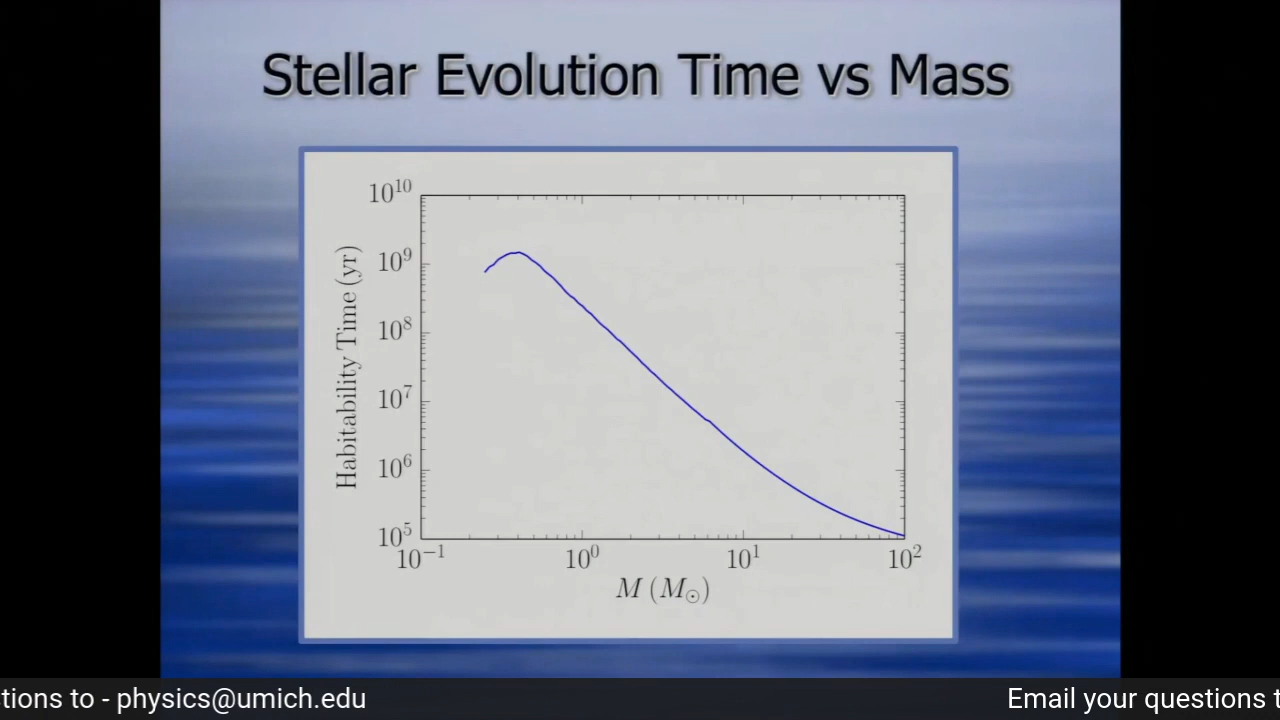 Stellar Evolution Time vs Mass
10^10
10^9
10^8
10^7
10^6
10^5
Habitability Time (yr)
10^−1
10^0
10^1
10^2
M (M☉)
tions to - physics@umich.edu
Email your questions t